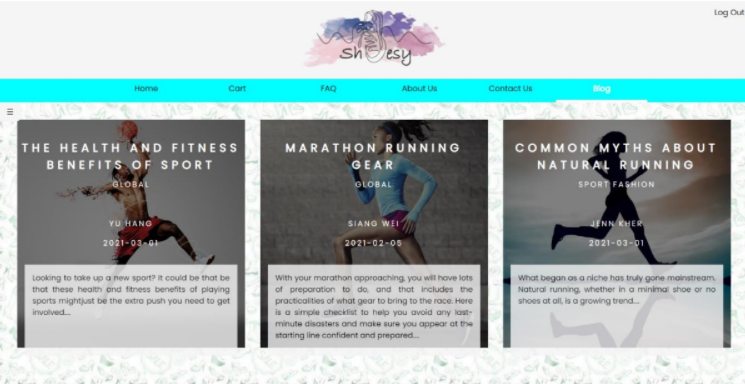 Log Out
Shoesy
Home Cart FAQ About Us Contact Us Blog
THE HEALTH AND FITNESS
BENEFITS OF SPORT
GLOBAL
YU HANG
2021-03-01
Looking to take up a new sport? It could be that be
that these health and fitness benefits of playing
sports mightjust be the extra push you need to get
involved....
MARATHON RUNNING
GEAR
GLOBAL
SIANG WEI
2021-02-05
With your marathon approaching, you will have lots
of preparation to do, and that includes the
practicalities of what gear to bring to the race. Here
is a simple checklist to help you avoid any last-
minute disasters and make sure you appear at the
starting line confident and prepared....
COMMON MYTHS ABOUT
NATURAL RUNNING
SPORT FASHION
JENN KHER
2021-03-01
What began as a niche has truly gone mainstream.
Natural running, whether in a minimal shoe or no
shoes at all, is a growing trend....